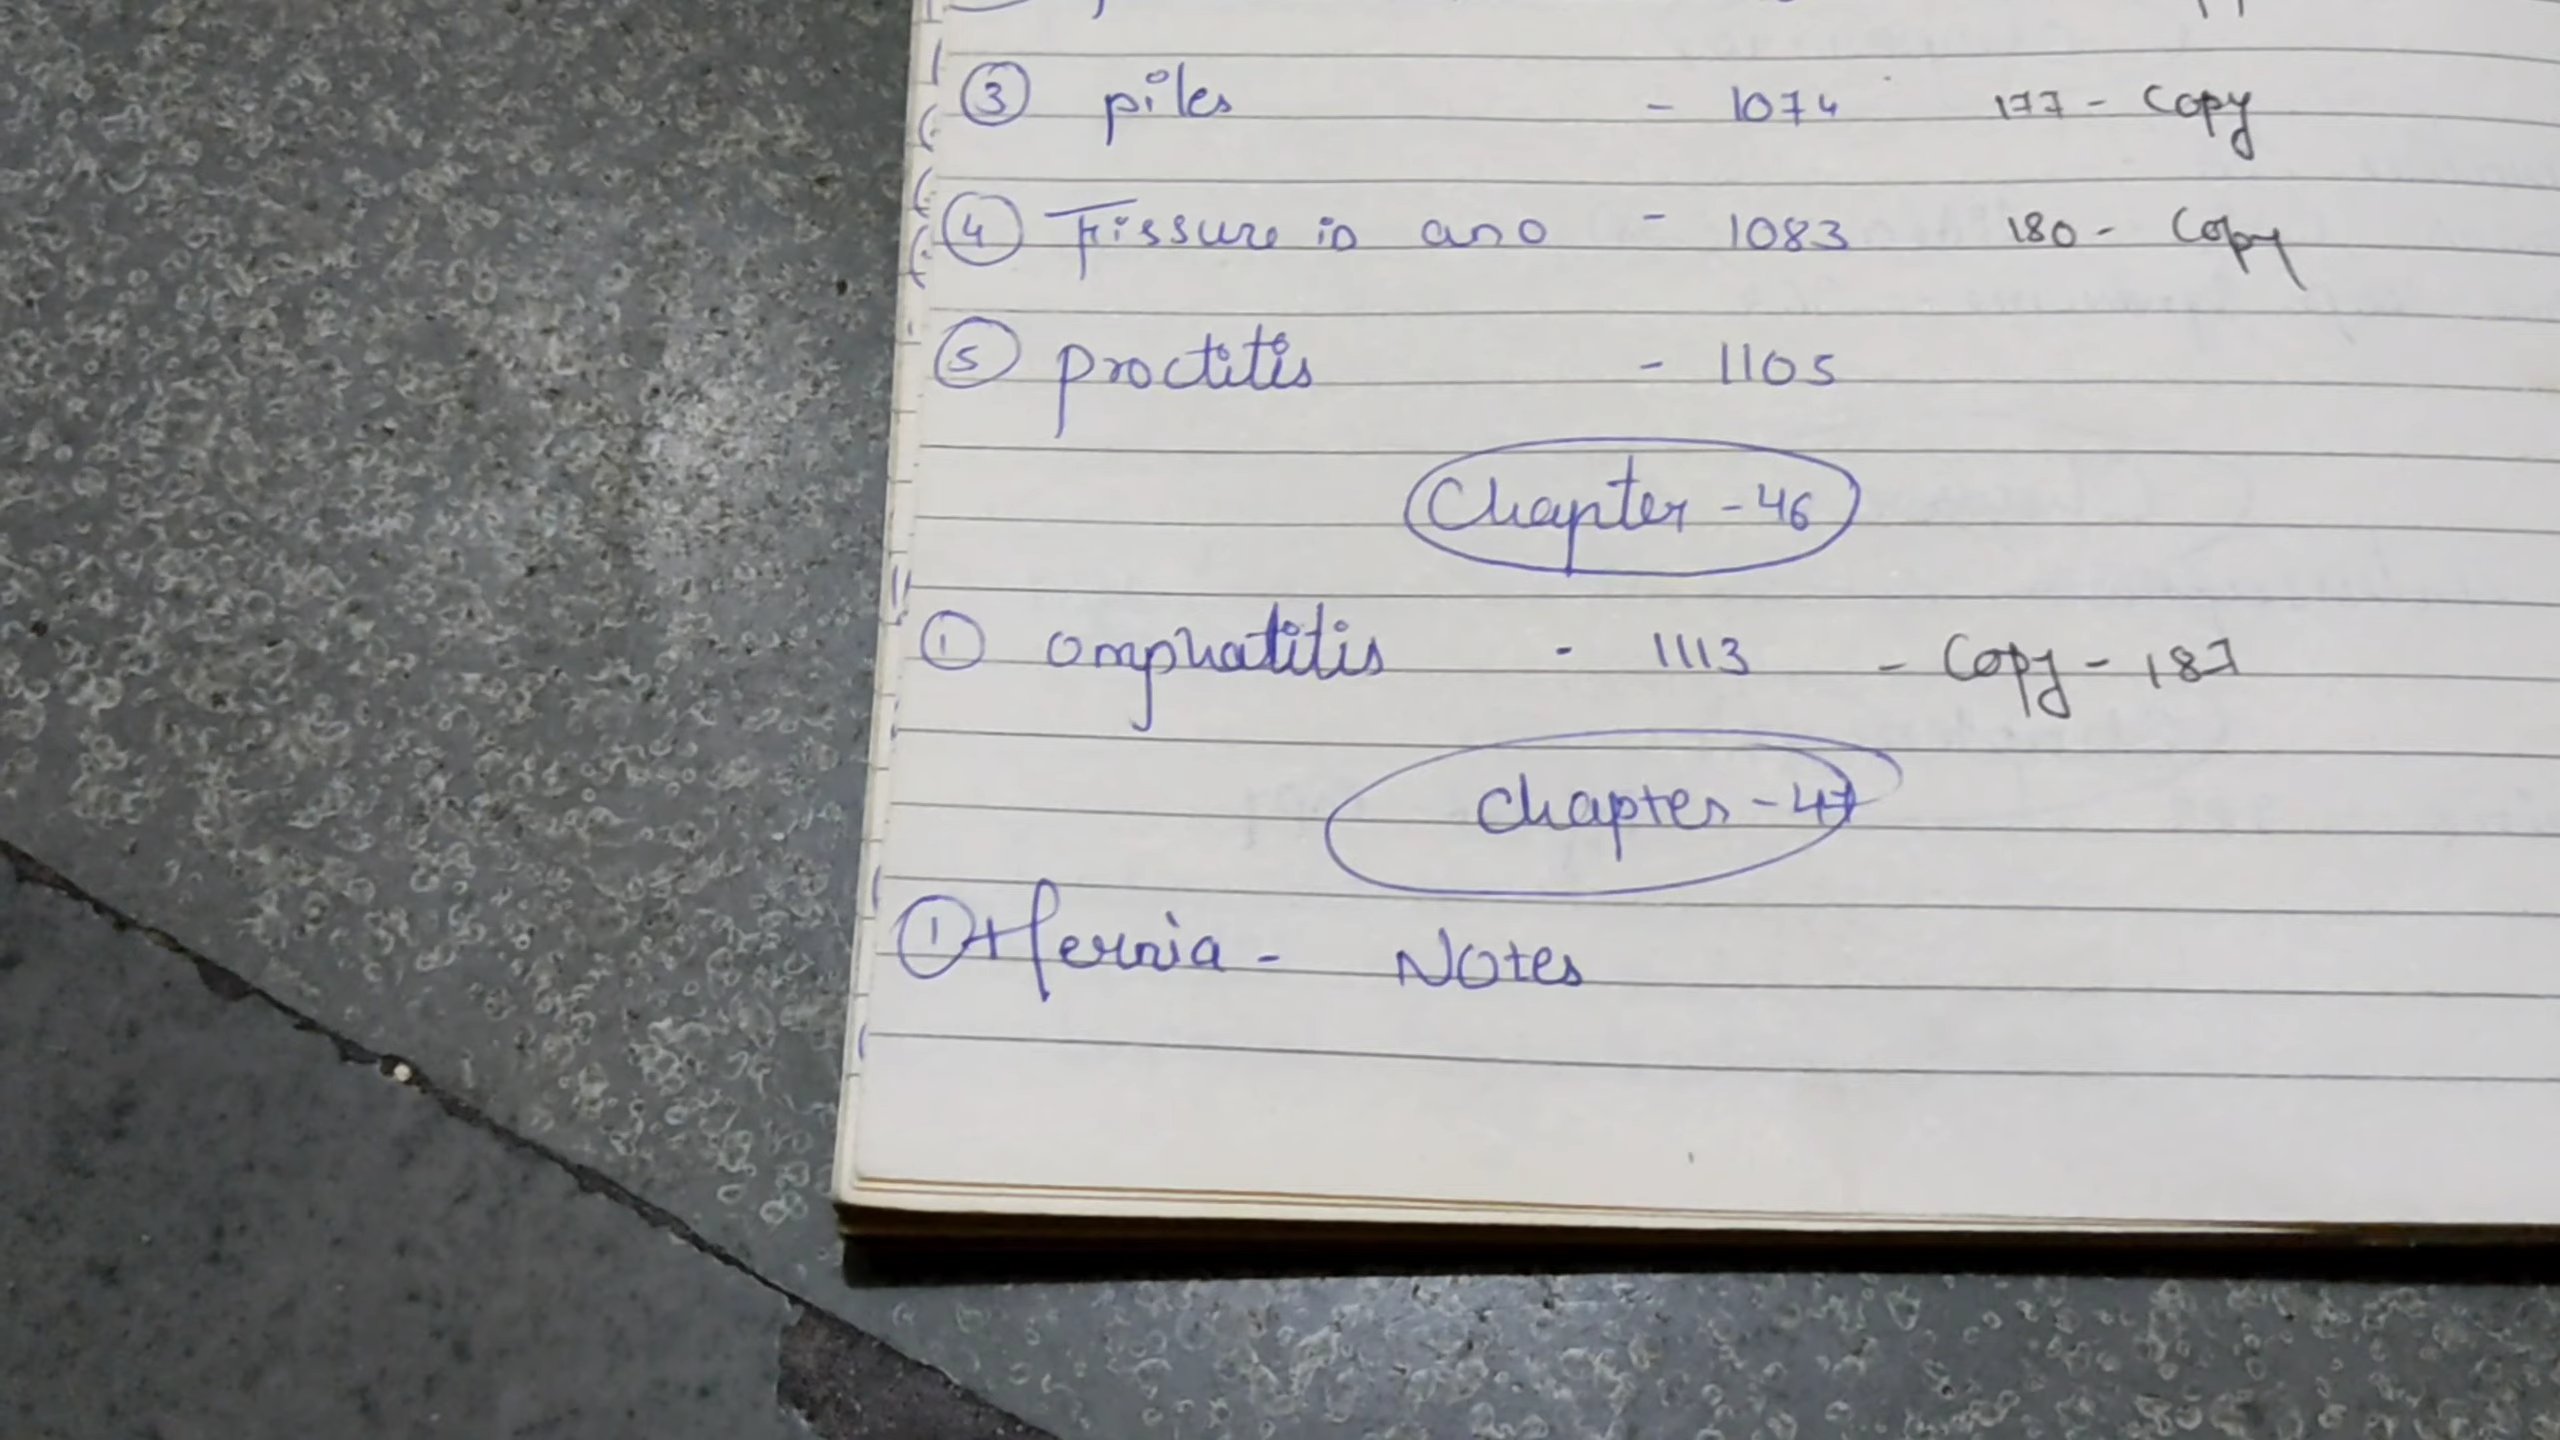 ③ piles - 1074 177 - Copy
④ Fissure in ano - 1083 180 - Copy
⑤ proctitis - 1105
Chapter - 46
① omphatitis - 1113 - Copy - 187
Chapter - 47
① Hernia - Notes